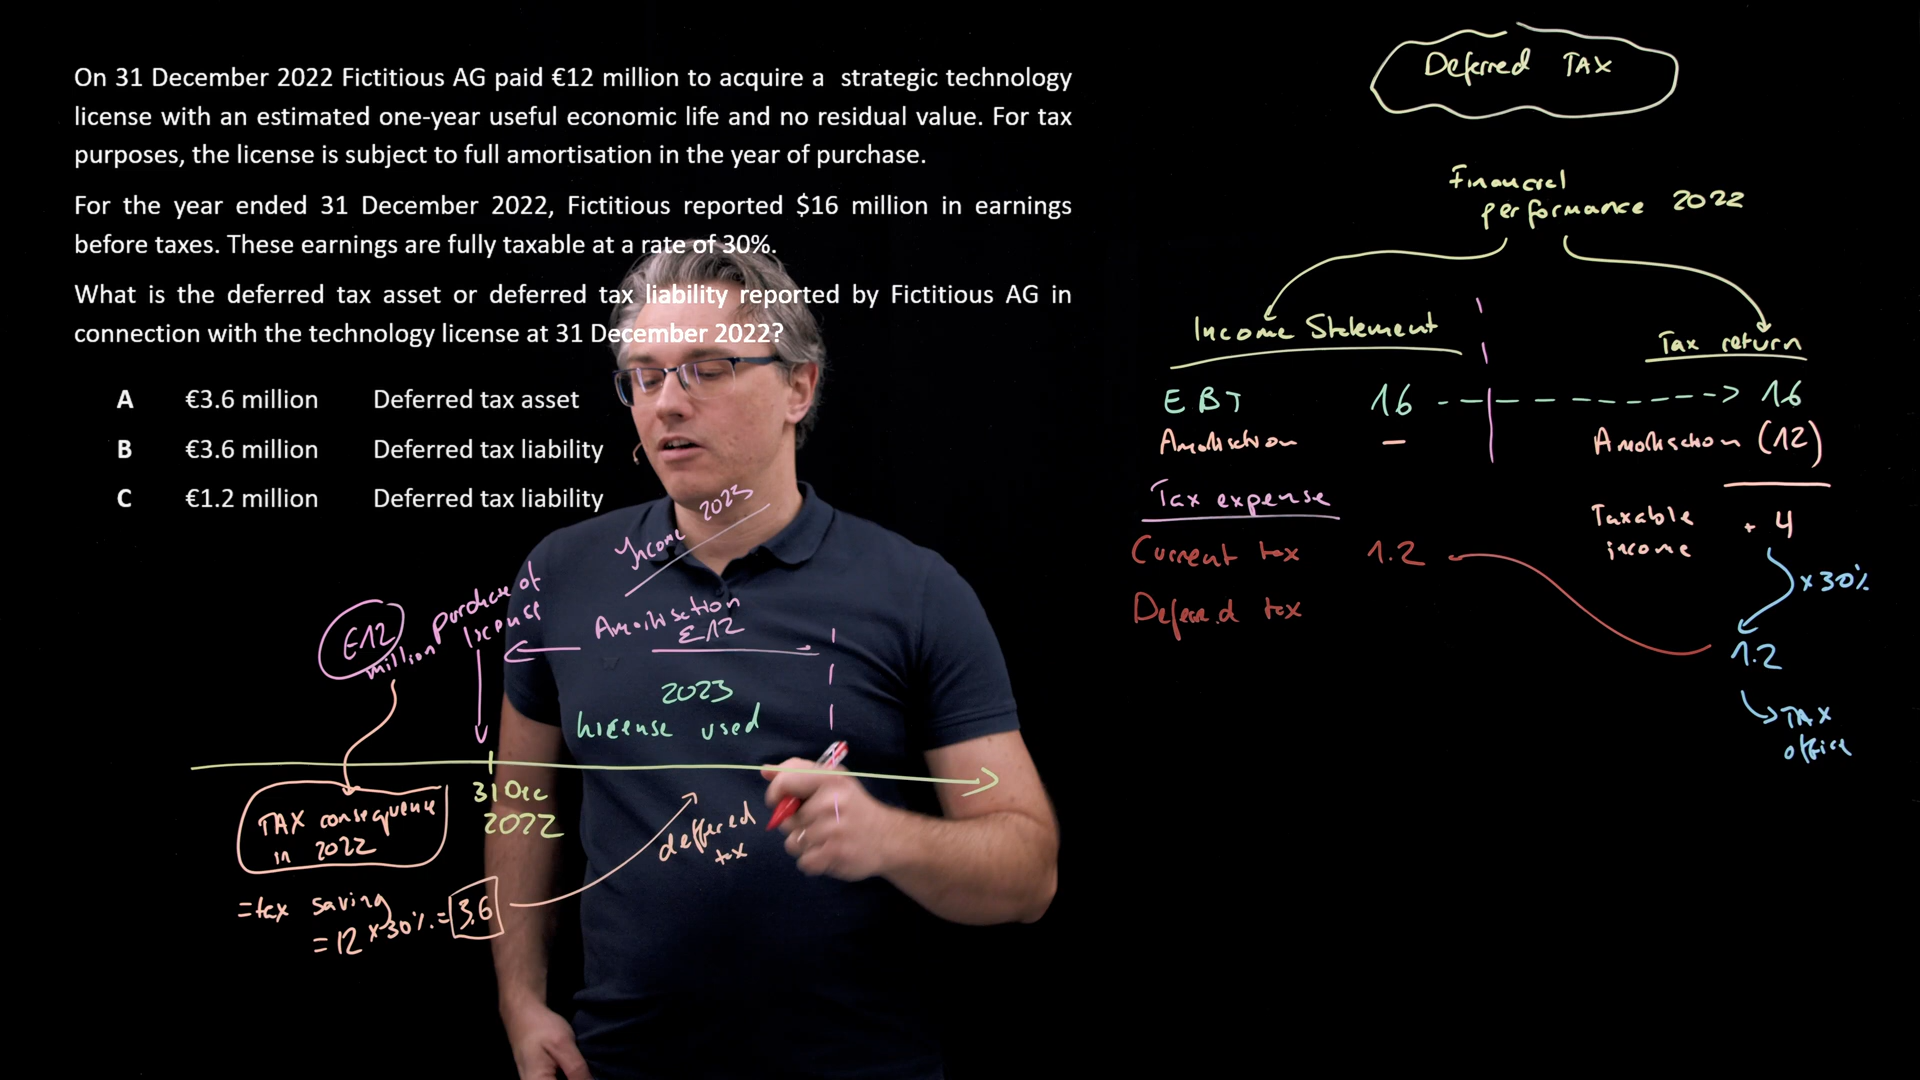 On 31 December 2022 Fictitious AG paid €12 million to acquire a strategic technology
license with an estimated one-year useful economic life and no residual value. For tax
purposes, the license is subject to full amortisation in the year of purchase.
For the year ended 31 December 2022, Fictitious reported $16 million in earnings
before taxes. These earnings are fully taxable at a rate of 30%.
What is the deferred tax asset or deferred tax liability reported by Fictitious AG in
connection with the technology license at 31 December 2022?
A €3.6 million Deferred tax asset
B €3.6 million Deferred tax liability
C €1.2 million Deferred tax liability
Income 2023
€12 million
purchase of
license
Amortisation
€12
2023
License used
31 Dec
2022
TAX consequence
in 2022
= tax saving
= 12 x 30% = 3.6
deffered
tax
Deferred TAX
Financial
performance 2022
Income Statement
Tax return
EBT 16 16
Amortisation – Amortisation (12)
Tax expense
Taxable
income + 4
Current tax 1.2
x 30%
Deferred tax
1.2
TAX
office